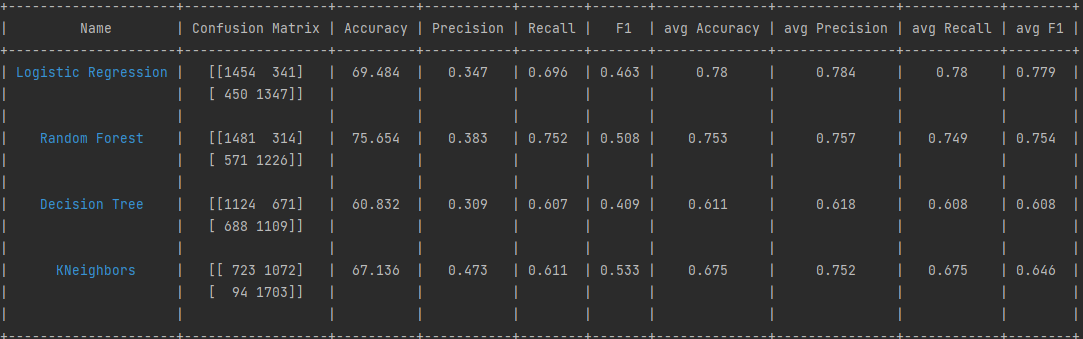 +---------------------+------------------+----------+-----------+--------+-------+--------------+---------------+------------+--------+
|         Name        | Confusion Matrix | Accuracy | Precision | Recall |   F1  | avg Accuracy | avg Precision | avg Recall | avg F1 |
+---------------------+------------------+----------+-----------+--------+-------+--------------+---------------+------------+--------+
| Logistic Regression |   [[1454  341]   |  69.484  |   0.347   | 0.696  | 0.463 |     0.78     |     0.784     |    0.78    | 0.779  |
|                     |   [ 450 1347]]   |          |           |        |       |              |               |            |        |
|                     |                  |          |           |        |       |              |               |            |        |
|    Random Forest    |   [[1481  314]   |  75.654  |   0.383   | 0.752  | 0.508 |    0.753     |     0.757     |   0.749    | 0.754  |
|                     |   [ 571 1226]]   |          |           |        |       |              |               |            |        |
|                     |                  |          |           |        |       |              |               |            |        |
|    Decision Tree    |   [[1124  671]   |  60.832  |   0.309   | 0.607  | 0.409 |    0.611     |     0.618     |   0.608    | 0.608  |
|                     |   [ 688 1109]]   |          |           |        |       |              |               |            |        |
|                     |                  |          |           |        |       |              |               |            |        |
|      KNeighbors     |   [[ 723 1072]   |  67.136  |   0.473   | 0.611  | 0.533 |    0.675     |     0.752     |   0.675    | 0.646  |
|                     |   [  94 1703]]   |          |           |        |       |              |               |            |        |
|                     |                  |          |           |        |       |              |               |            |        |
+---------------------+------------------+----------+-----------+--------+-------+--------------+---------------+------------+--------+